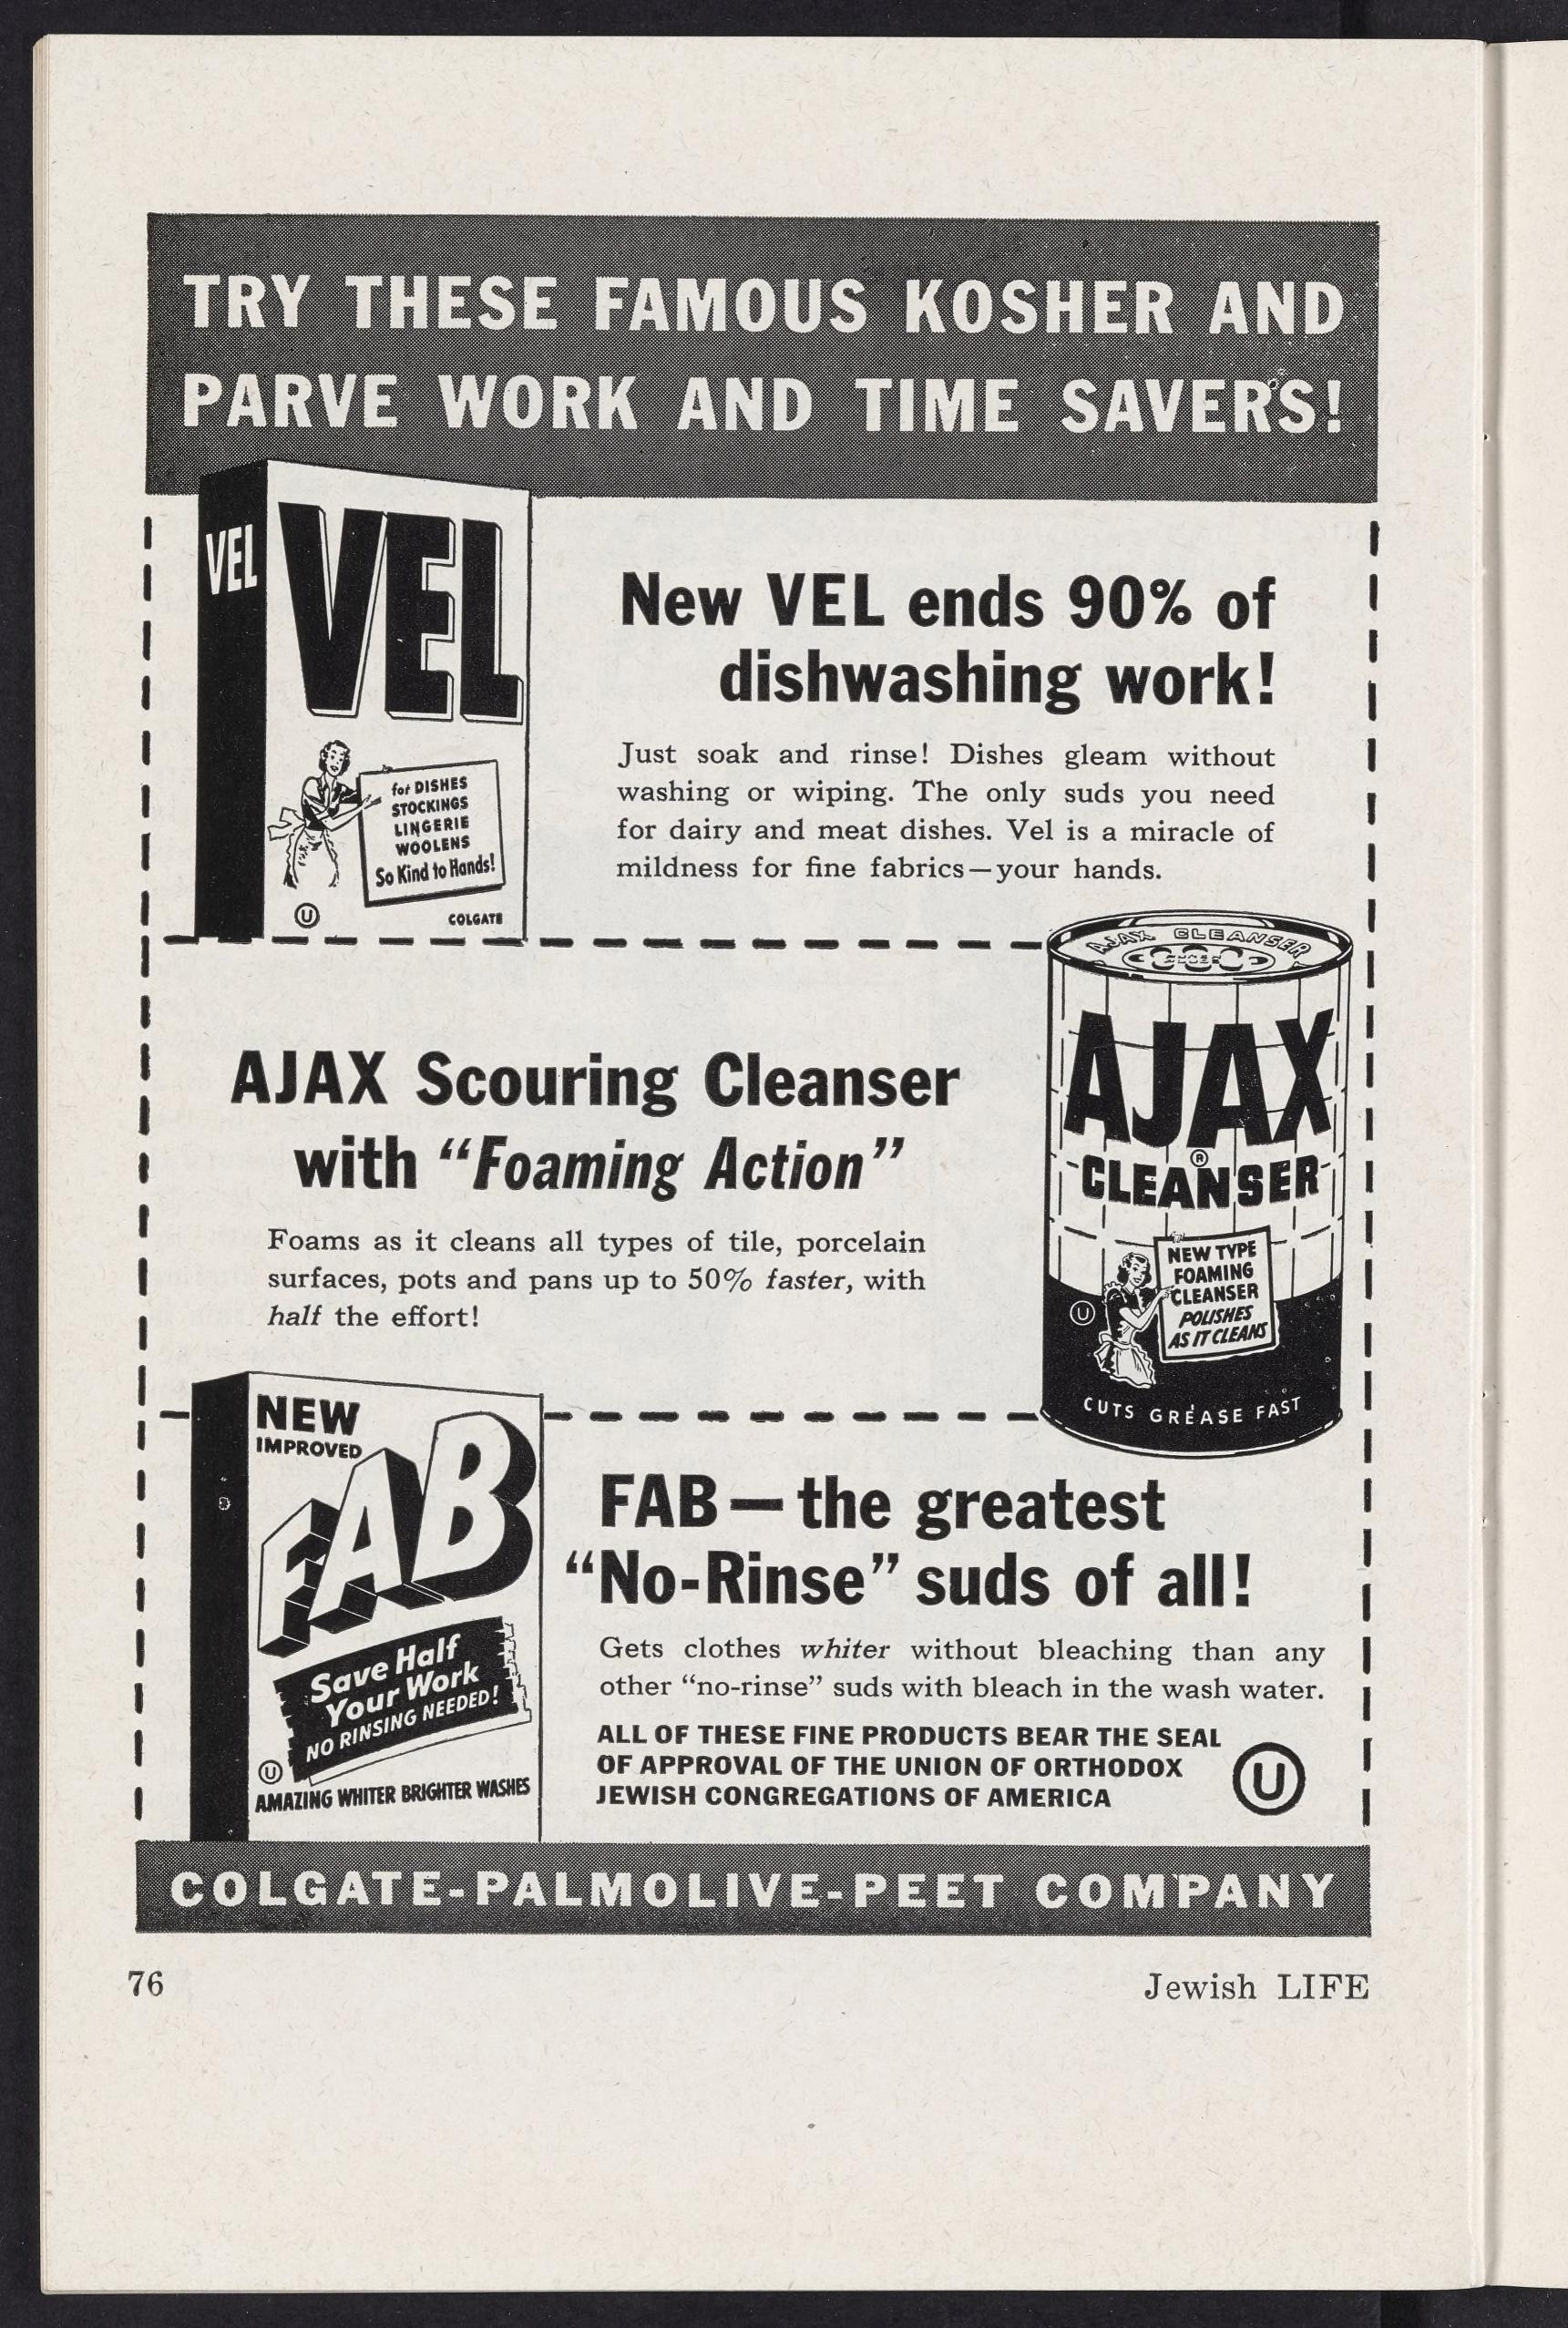 TRY THESE FAMOUS KOSHER AND
PARVE WORK AND TIME SAVERS!
VEL
VEL
for DISHES
STOCKINGS
LINGERIE
WOOLENS
So Kind to Hands!
U
COLGATE
New VEL ends 90% of
dishwashing work!
Just soak and rinse! Dishes gleam without
washing or wiping. The only suds you need
for dairy and meat dishes. Vel is a miracle of
mildness for fine fabrics—your hands.
AJAX Scouring Cleanser
with "Foaming Action"
Foams as it cleans all types of tile, porcelain
surfaces, pots and pans up to 50% faster, with
half the effort!
AJAX CLEANSER
AJAX
®
CLEANSER
NEW TYPE
FOAMING
CLEANSER
POLISHES
AS IT CLEANS
U
CUTS GREASE FAST
NEW
IMPROVED
FAB
Save Half
Your Work
NO RINSING NEEDED!
U
AMAZING WHITER BRIGHTER WASHES
FAB—the greatest
"No-Rinse" suds of all!
Gets clothes whiter without bleaching than any
other "no-rinse" suds with bleach in the wash water.
ALL OF THESE FINE PRODUCTS BEAR THE SEAL
OF APPROVAL OF THE UNION OF ORTHODOX
JEWISH CONGREGATIONS OF AMERICA
U
COLGATE-PALMOLIVE-PEET COMPANY
76
Jewish LIFE